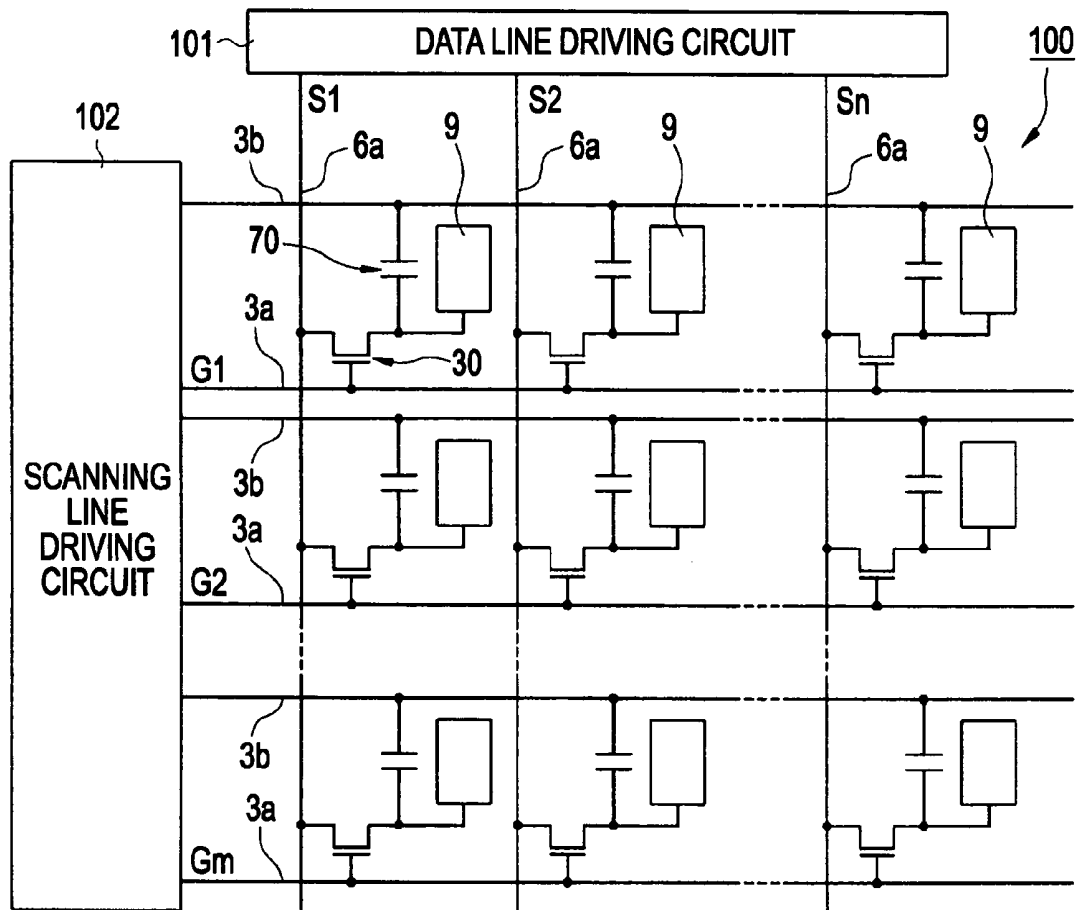 101
DATA LINE DRIVING CIRCUIT
100
S1
S2
Sn
102
3b
6a
9
6a
9
6a
9
70
3a
30
G1
SCANNING
LINE
DRIVING
CIRCUIT
3b
3a
G2
3b
3a
Gm